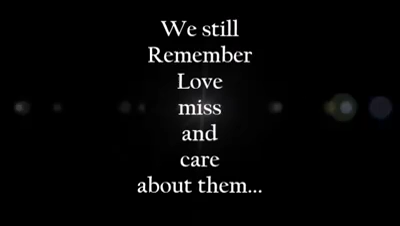 We still
Remember
Love
miss
and
care
about them...